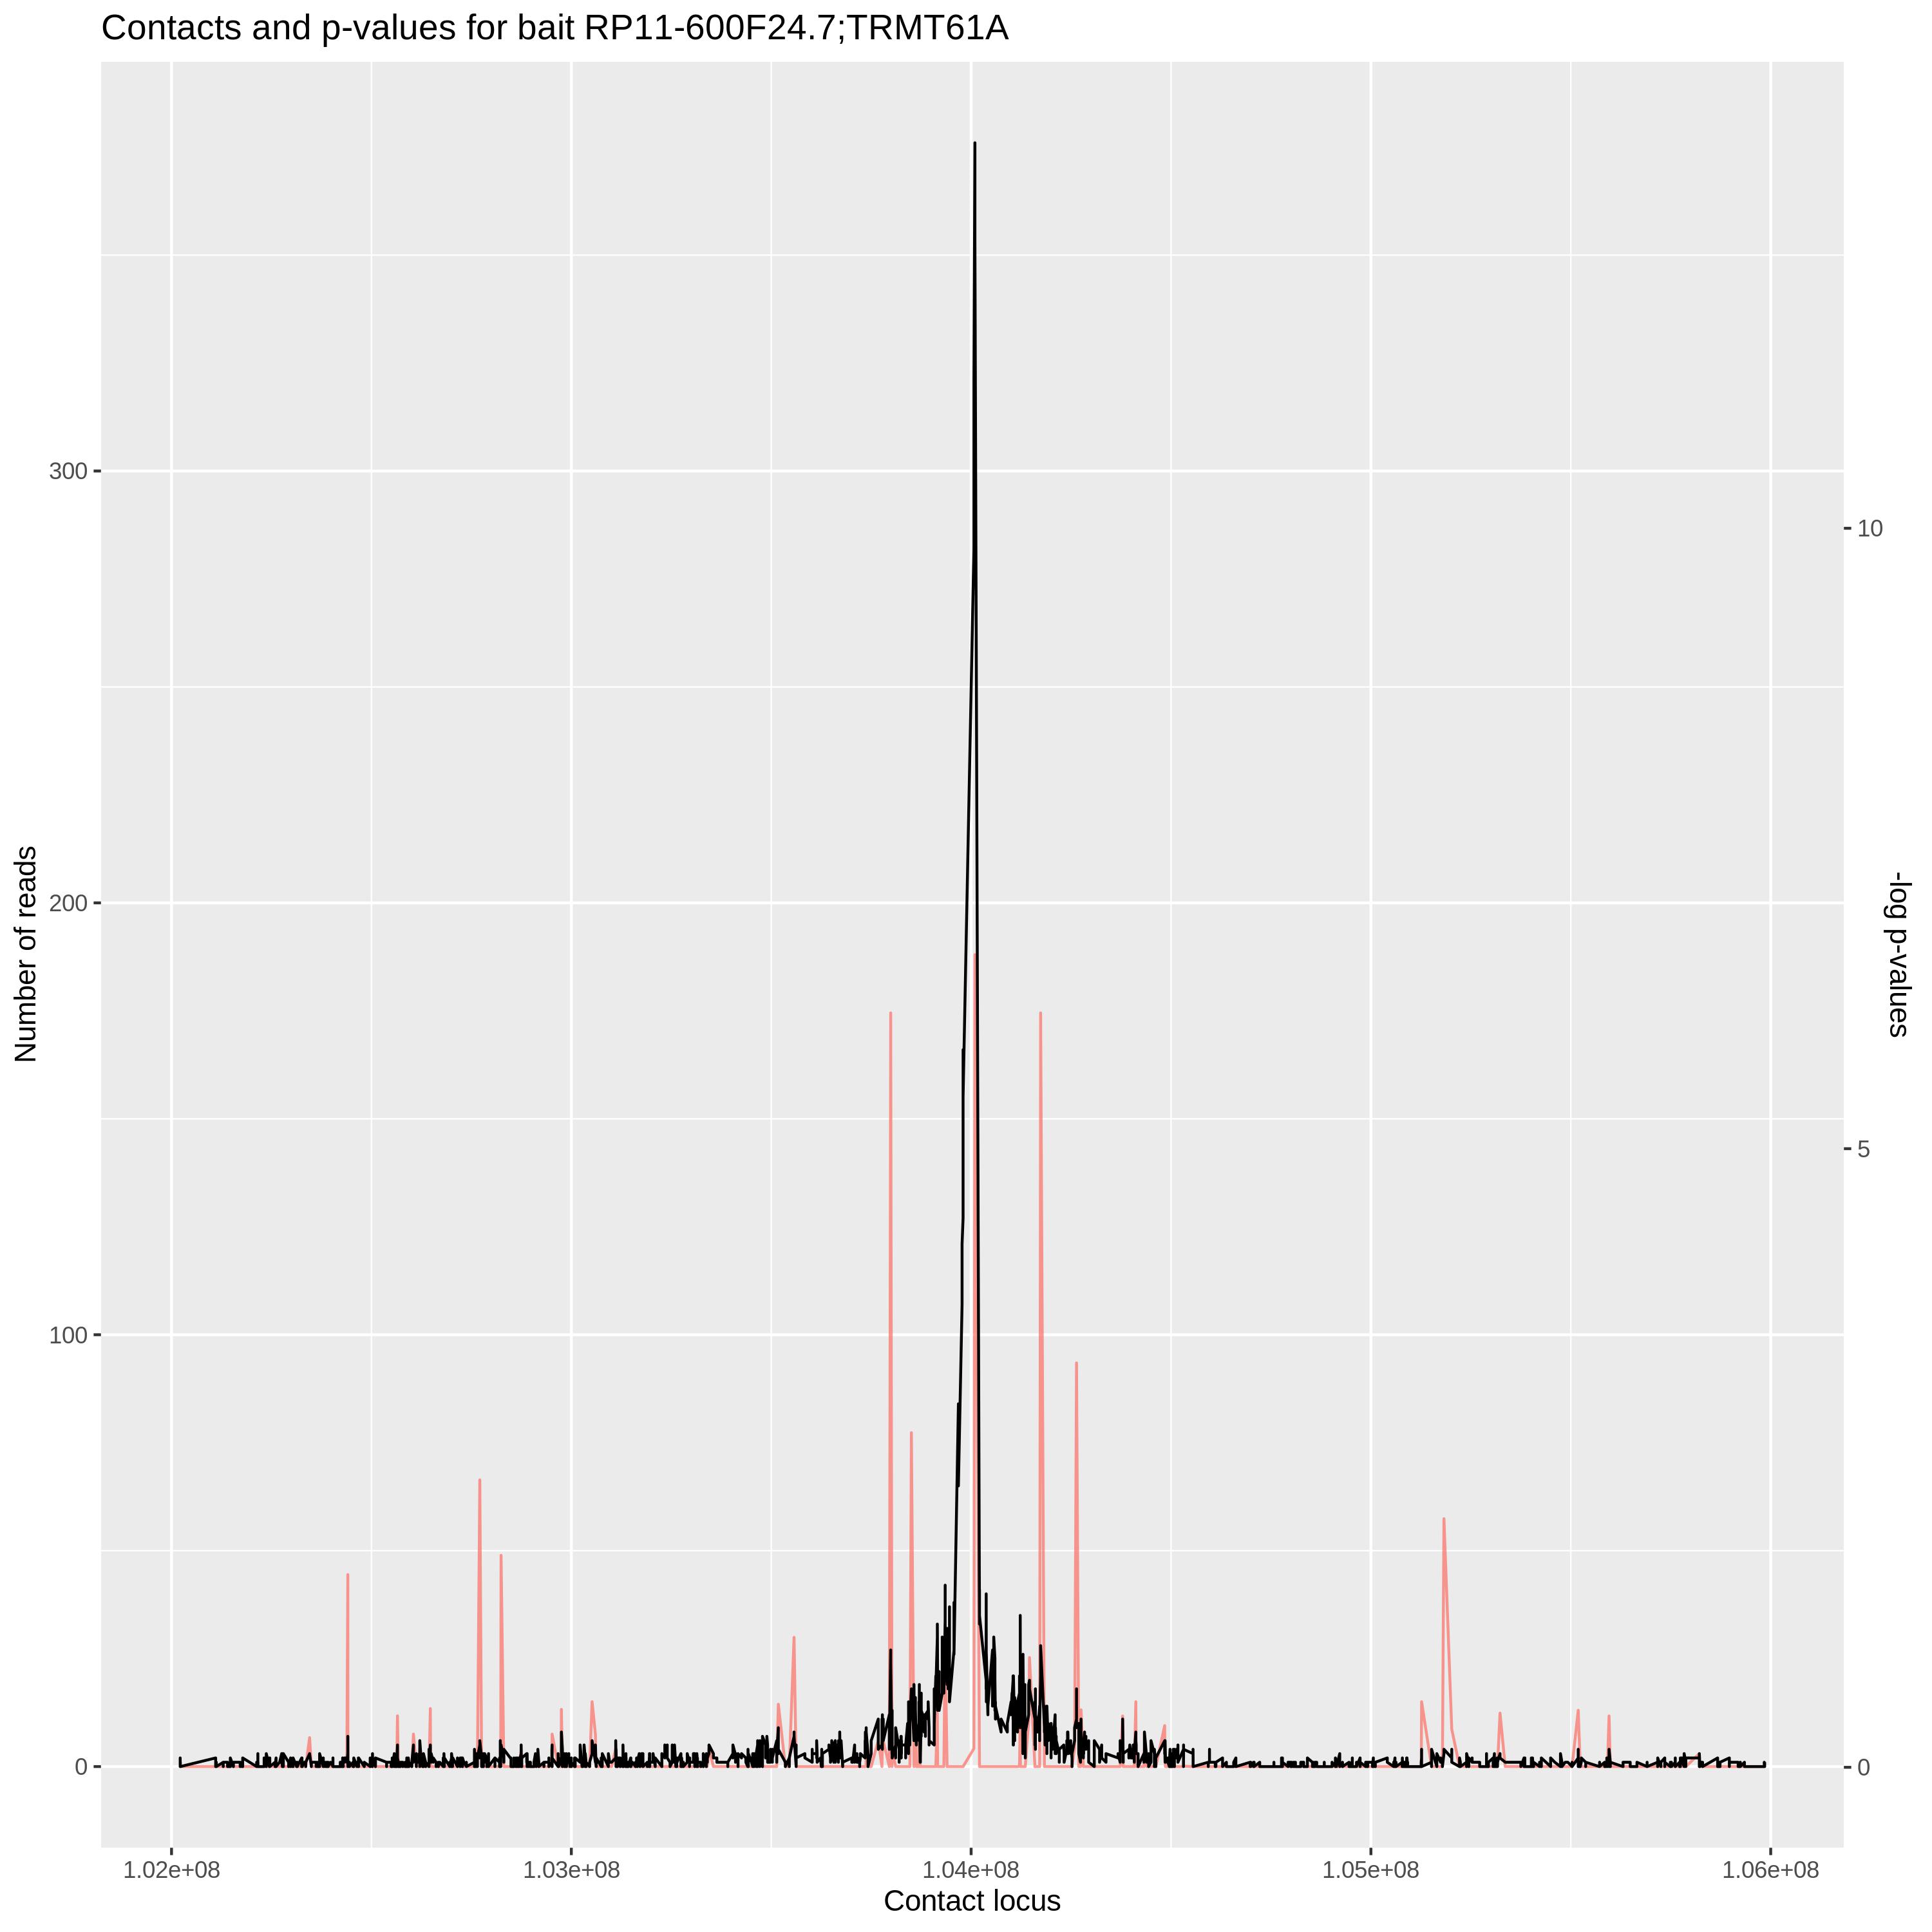 Contacts and p-values for bait RP11-600F24.7;TRMT61A
Number of reads
300
200
100
0
10
5
0
-log p-values
1.02e+08
1.03e+08
1.04e+08
1.05e+08
1.06e+08
Contact locus